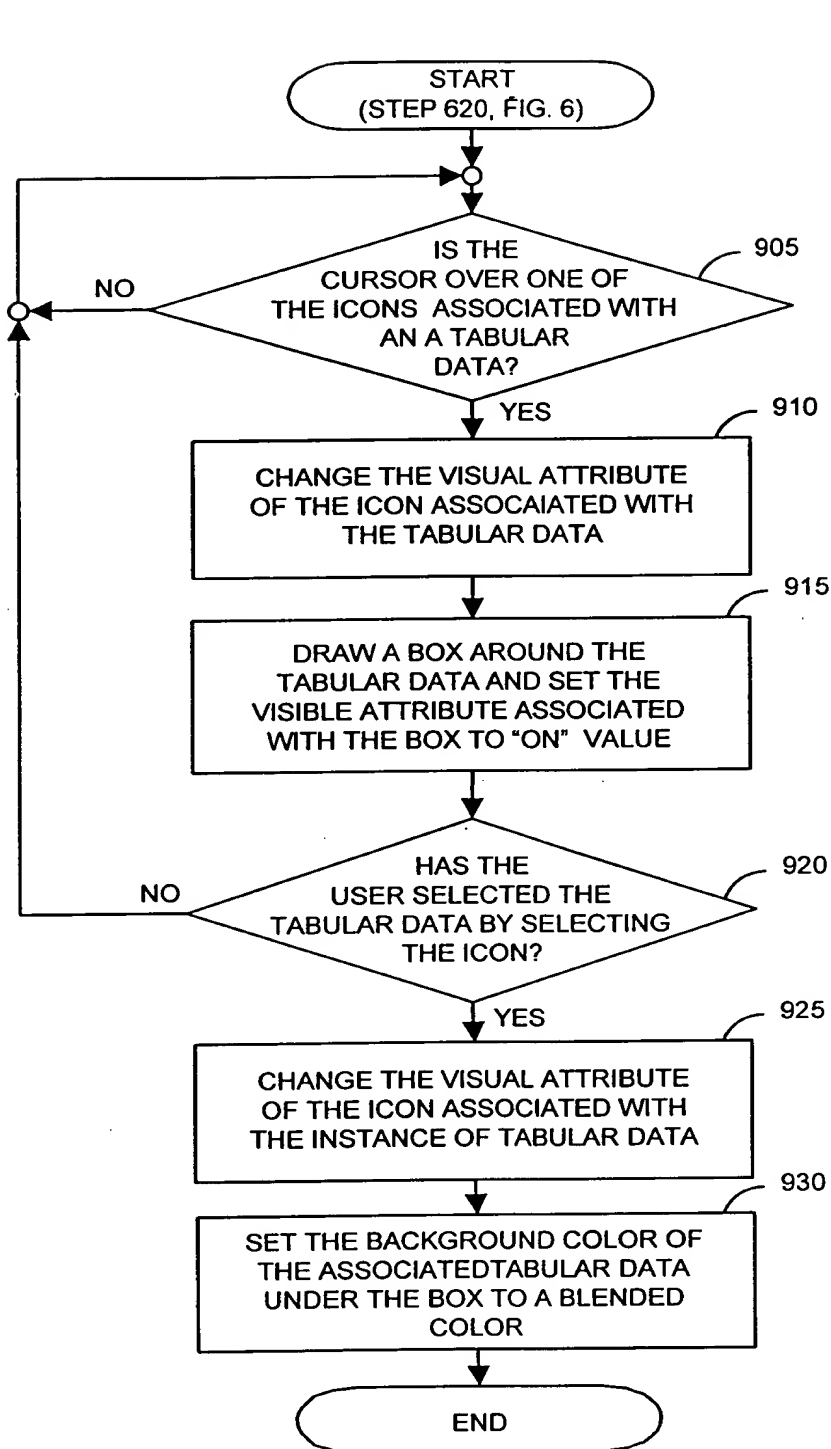 START
(STEP 620, FIG. 6)
IS THE
CURSOR OVER ONE OF
THE ICONS ASSOCIATED WITH
AN A TABULAR
DATA?
905
NO
YES
910
CHANGE THE VISUAL ATTRIBUTE
OF THE ICON ASSOCAIATED WITH
THE TABULAR DATA
915
DRAW A BOX AROUND THE
TABULAR DATA AND SET THE
VISIBLE ATTRIBUTE ASSOCIATED
WITH THE BOX TO "ON" VALUE
HAS THE
USER SELECTED THE
TABULAR DATA BY SELECTING
THE ICON?
920
NO
YES
925
CHANGE THE VISUAL ATTRIBUTE
OF THE ICON ASSOCIATED WITH
THE INSTANCE OF TABULAR DATA
930
SET THE BACKGROUND COLOR OF
THE ASSOCIATEDTABULAR DATA
UNDER THE BOX TO A BLENDED
COLOR
END